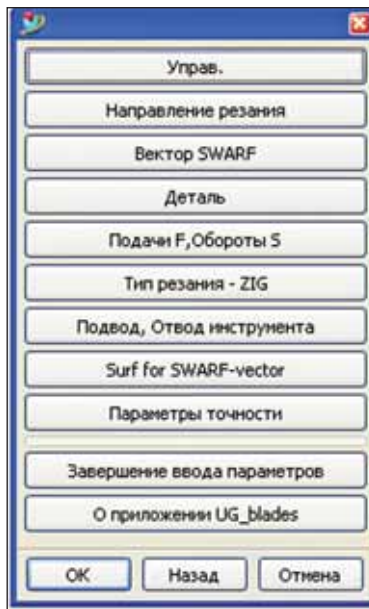 Управ.
Направление резания
Вектор SWARF
Деталь
Подачи F,Обороты S
Тип резания - ZIG
Подвод, Отвод инструмента
Surf for SWARF-vector
Параметры точности
Завершение ввода параметров
О приложении UG_blades
OK Назад Отмена